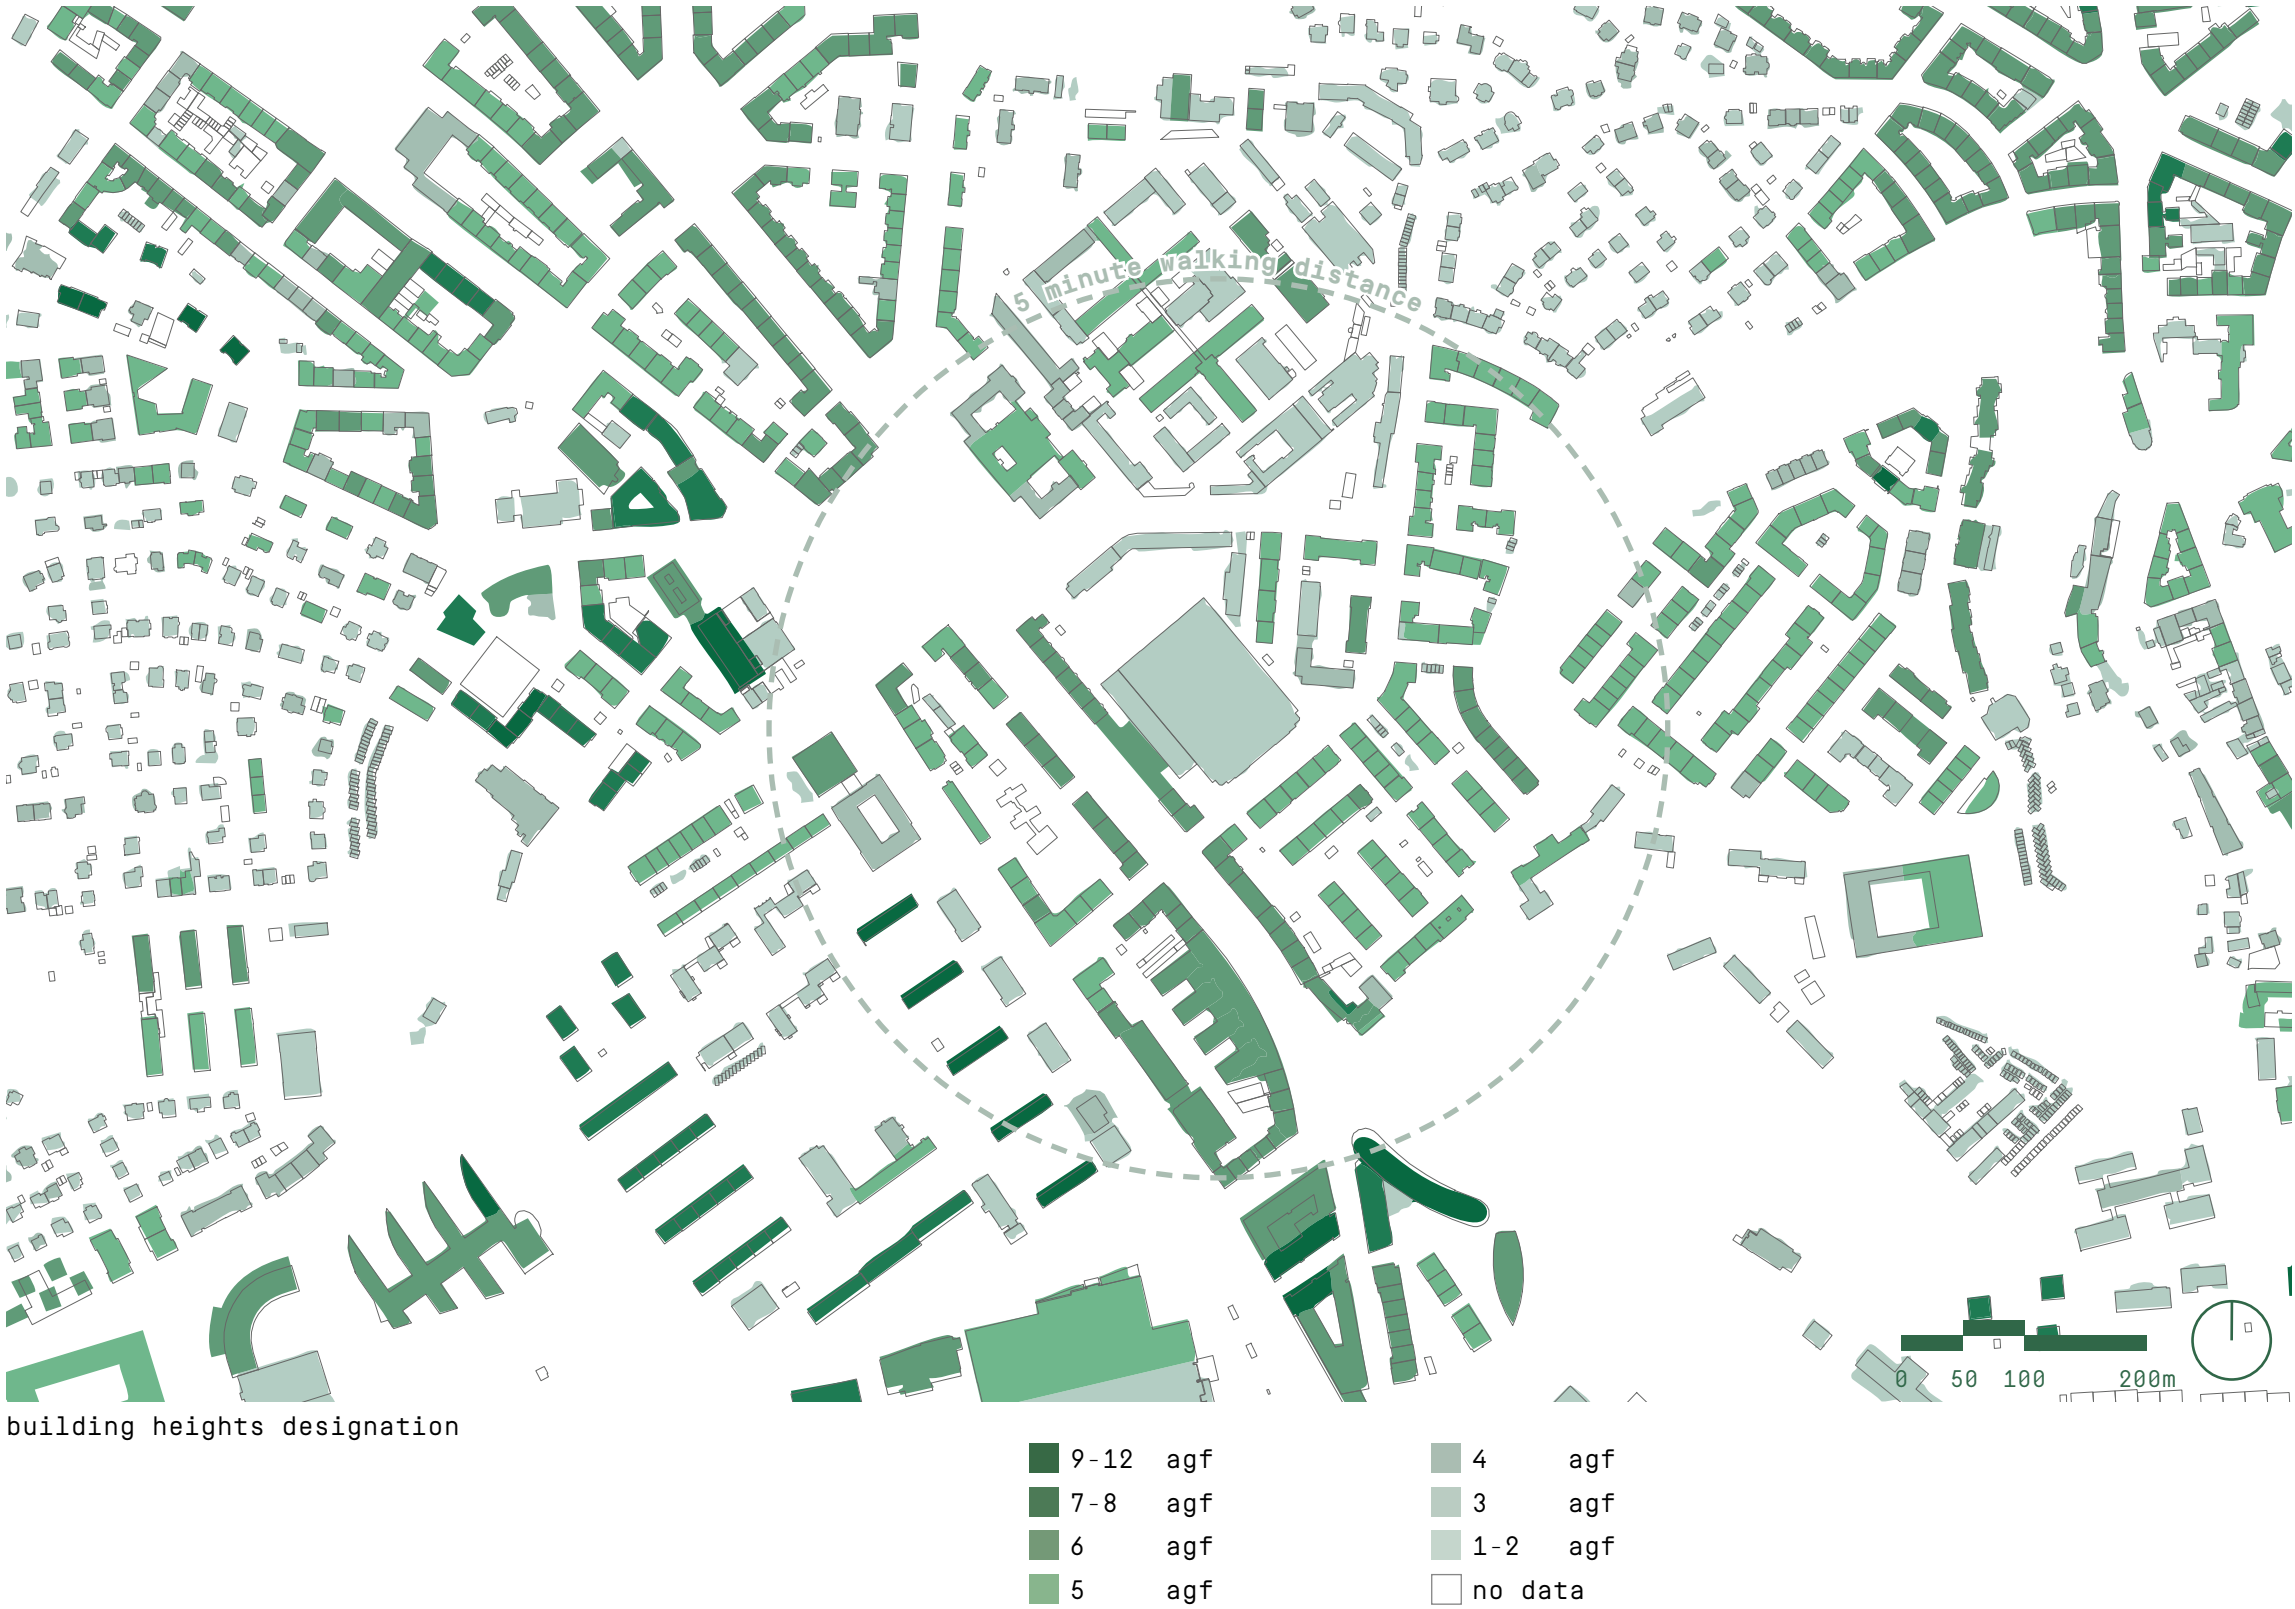 5 minute walking distance
0 50 100 200m
building heights designation
9-12 agf
7-8 agf
6 agf
5 agf
4 agf
3 agf
1-2 agf
no data